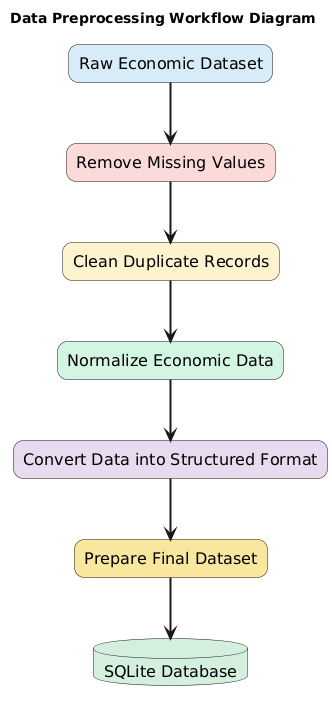 Data Preprocessing Workflow Diagram
Raw Economic Dataset
Remove Missing Values
Clean Duplicate Records
Normalize Economic Data
Convert Data into Structured Format
Prepare Final Dataset
SQLite Database